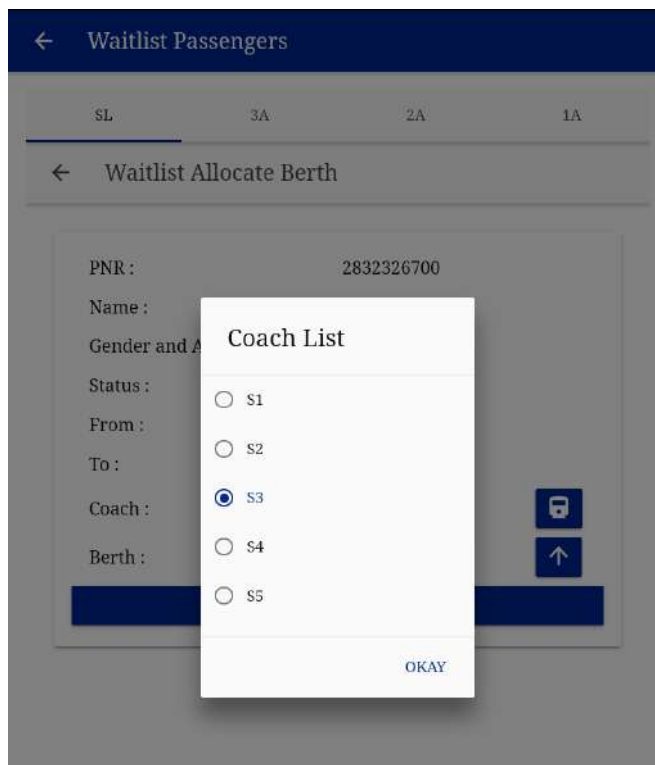 Waitlist Passengers
SL 3A 2A 1A
Waitlist Allocate Berth
PNR : 2832326700
Name :
Gender and A
Status :
From :
To :
Coach :
Berth :
Coach List
S1
S2
S3
S4
S5
OKAY